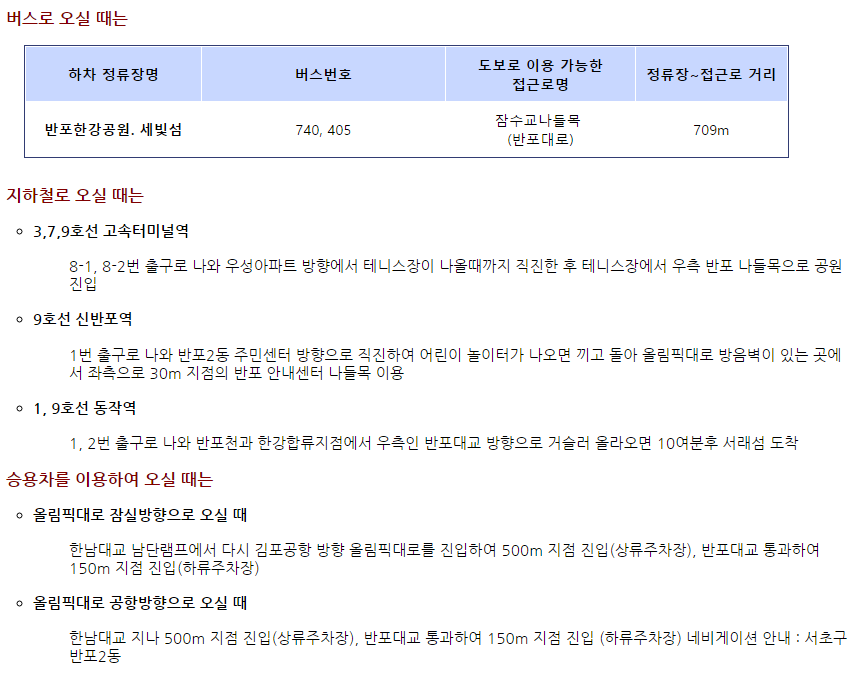 버스로 오실 때는
하차 정류장명
버스번호
도보로 이용 가능한
접근로명
정류장~접근로 거리
반포한강공원. 세빛섬
740, 405
잠수교나들목
(반포대로)
709m
지하철로 오실 때는
3,7,9호선 고속터미널역
8-1, 8-2번 출구로 나와 우성아파트 방향에서 테니스장이 나올때까지 직진한 후 테니스장에서 우측 반포 나들목으로 공원
진입
9호선 신반포역
1번 출구로 나와 반포2동 주민센터 방향으로 직진하여 어린이 놀이터가 나오면 끼고 돌아 올림픽대로 방음벽이 있는 곳에
서 좌측으로 30m 지점의 반포 안내센터 나들목 이용
1, 9호선 동작역
1, 2번 출구로 나와 반포천과 한강합류지점에서 우측인 반포대교 방향으로 거슬러 올라오면 10여분후 서래섬 도착
승용차를 이용하여 오실 때는
올림픽대로 잠실방향으로 오실 때
한남대교 남단램프에서 다시 김포공항 방향 올림픽대로를 진입하여 500m 지점 진입(상류주차장), 반포대교 통과하여
150m 지점 진입(하류주차장)
올림픽대로 공항방향으로 오실 때
한남대교 지나 500m 지점 진입(상류주차장), 반포대교 통과하여 150m 지점 진입 (하류주차장) 네비게이션 안내 : 서초구
반포2동